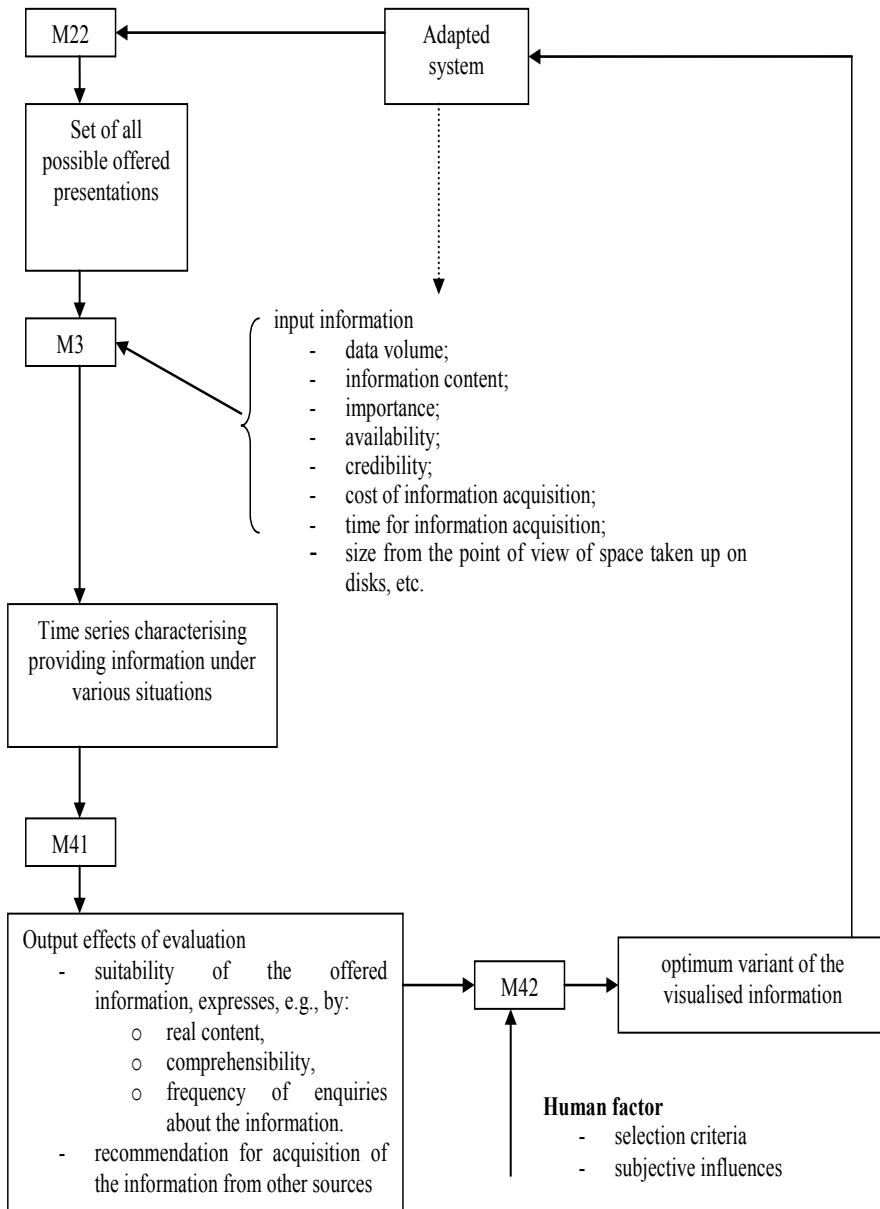 M22
Adapted
system
Set of all
possible offered
presentations
M3
input information
- data volume;
- information content;
- importance;
- availability;
- credibility;
- cost of information acquisition;
- time for information acquisition;
- size from the point of view of space taken up on
disks, etc.
Time series characterising
providing information under
various situations
M41
Output effects of evaluation
- suitability of the offered
information, expresses, e.g., by:
o real content,
o comprehensibility,
o frequency of enquiries
about the information.
- recommendation for acquisition of
the information from other sources
M42
optimum variant of the
visualised information
Human factor
- selection criteria
- subjective influences